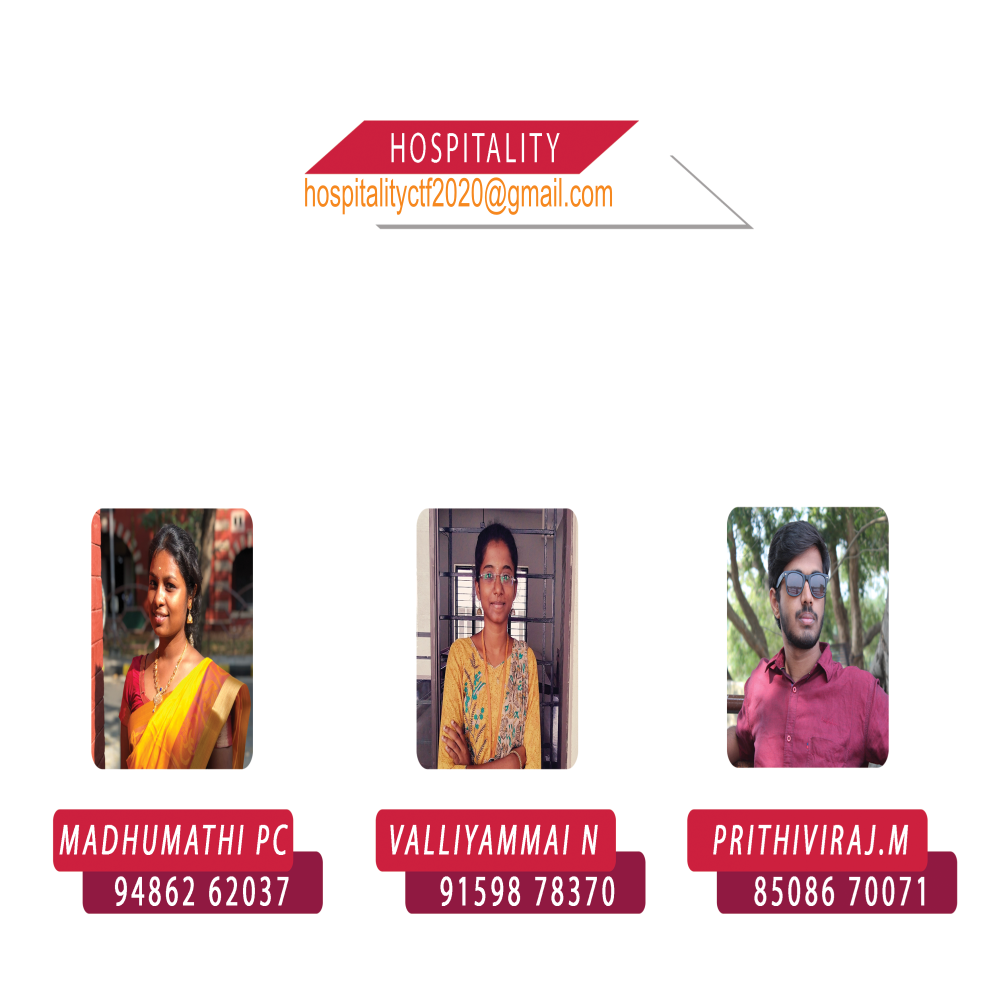 HOSPITALITY
hospitalityctf2020@gmail.com
MADHUMATHI PC
94862 62037
VALLIYAMMAI N
91598 78370
PRITHIVIRAJ.M
85086 70071